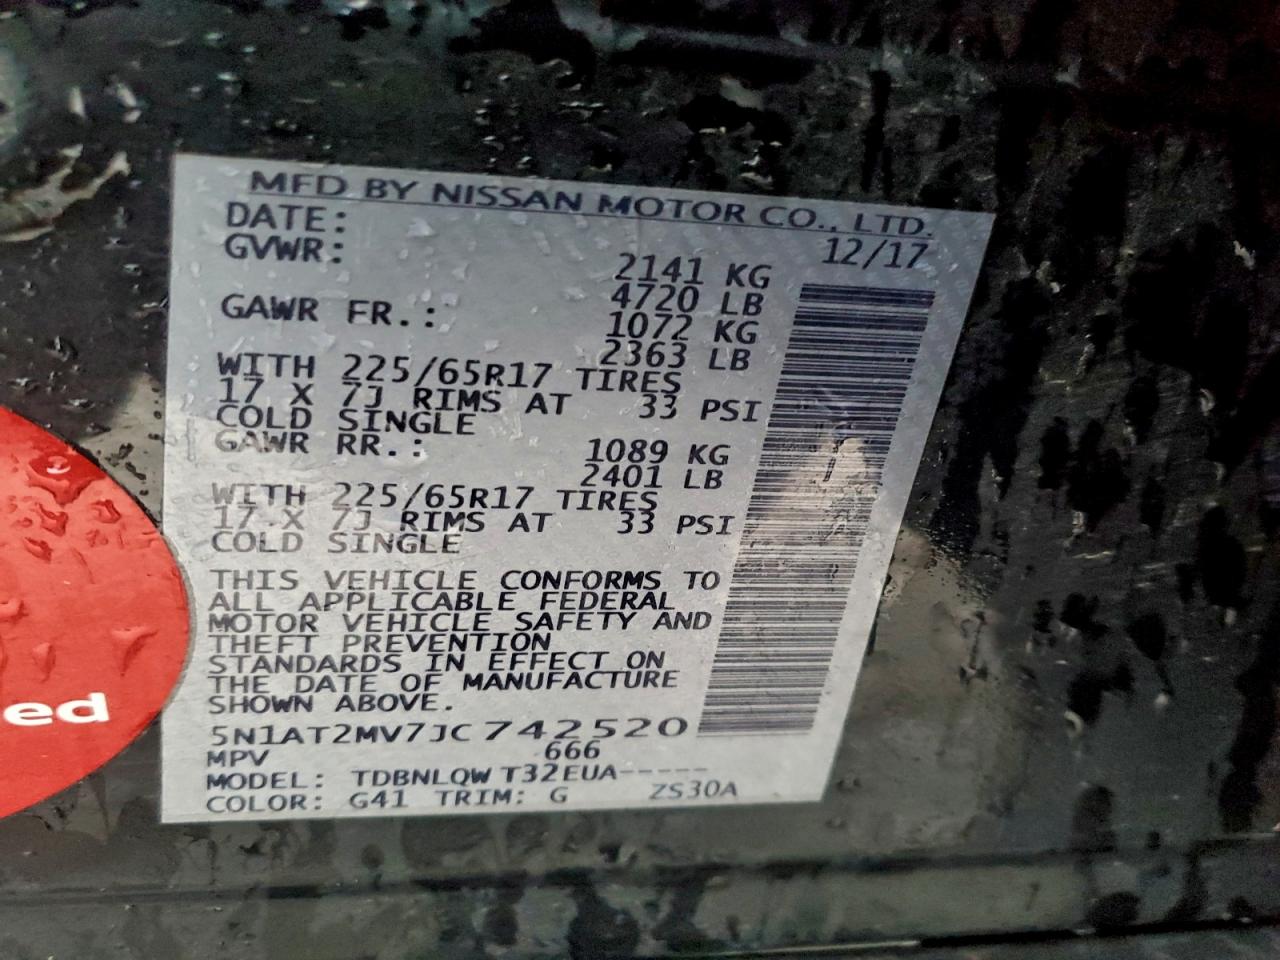 MFD BY NISSAN MOTOR CO., LTD.
DATE: 12/17
GVWR: 2141 KG
4720 LB
GAWR FR.: 1072 KG
2363 LB
WITH 225/65R17 TIRES
17 X 7J RIMS AT 33 PSI
COLD SINGLE
GAWR RR.: 1089 KG
2401 LB
WITH 225/65R17 TIRES
17 X 7J RIMS AT 33 PSI
COLD SINGLE
THIS VEHICLE CONFORMS TO
ALL APPLICABLE FEDERAL
MOTOR VEHICLE SAFETY AND
THEFT PREVENTION
STANDARDS IN EFFECT ON
THE DATE OF MANUFACTURE
SHOWN ABOVE.
5N1AT2MV7JC742520
MPV 666
MODEL: TDBNLQW T32EUA-----
COLOR: G41 TRIM: G ZS30A
ed